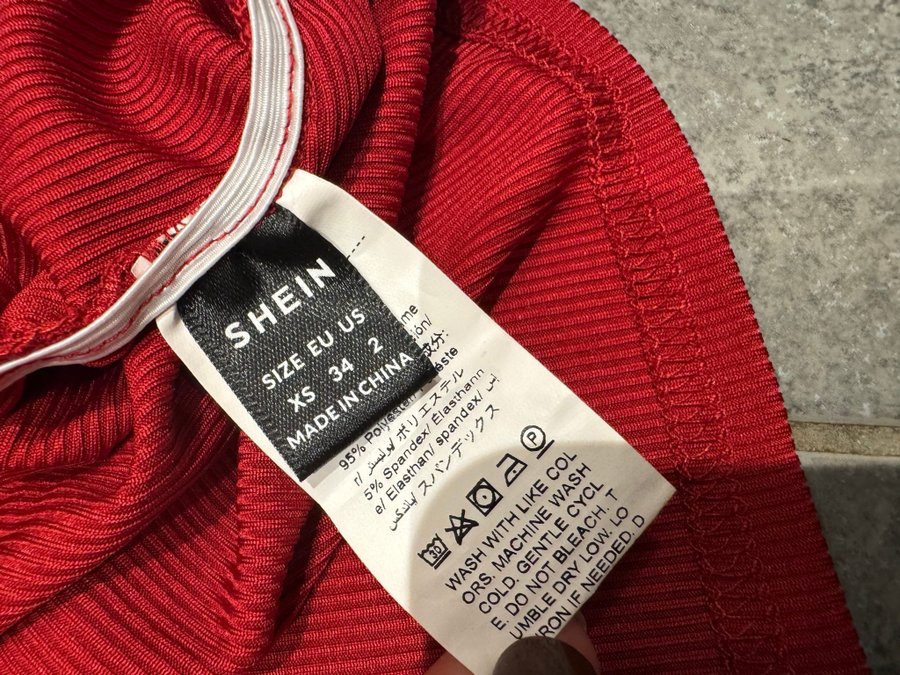 SHEIN
SIZE EU US
XS 34 2
MADE IN CHINA
95% Polyester/
ポリエステル
5% Spandex/ Elasthann
e/ Elasthan/ spandex/
スパンデックス
30
P
WASH WITH LIKE COL
ORS. MACHINE WASH
COLD. GENTLE CYCL
E. DO NOT BLEACH. T
UMBLE DRY LOW. LO
IRON IF NEEDED. D